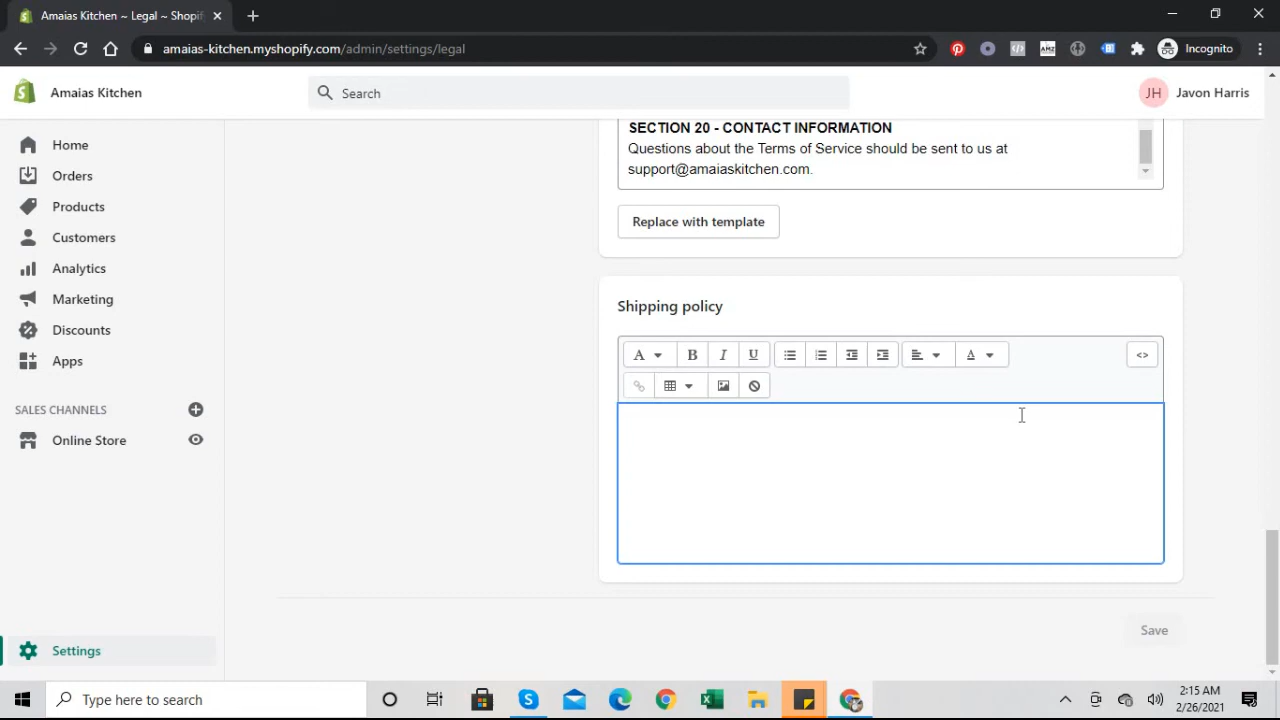 Amaias Kitchen ~ Legal ~ Shopif
amaias-kitchen.myshopify.com/admin/settings/legal
Incognito
Amaias Kitchen
Search
JH
Javon Harris
Home
Orders
Products
Customers
Analytics
Marketing
Discounts
Apps
SALES CHANNELS
Online Store
Settings
SECTION 20 - CONTACT INFORMATION
Questions about the Terms of Service should be sent to us at
support@amaiaskitchen.com.
Replace with template
Shipping policy
A B I U A <>
Save
Type here to search
2:15 AM
2/26/2021